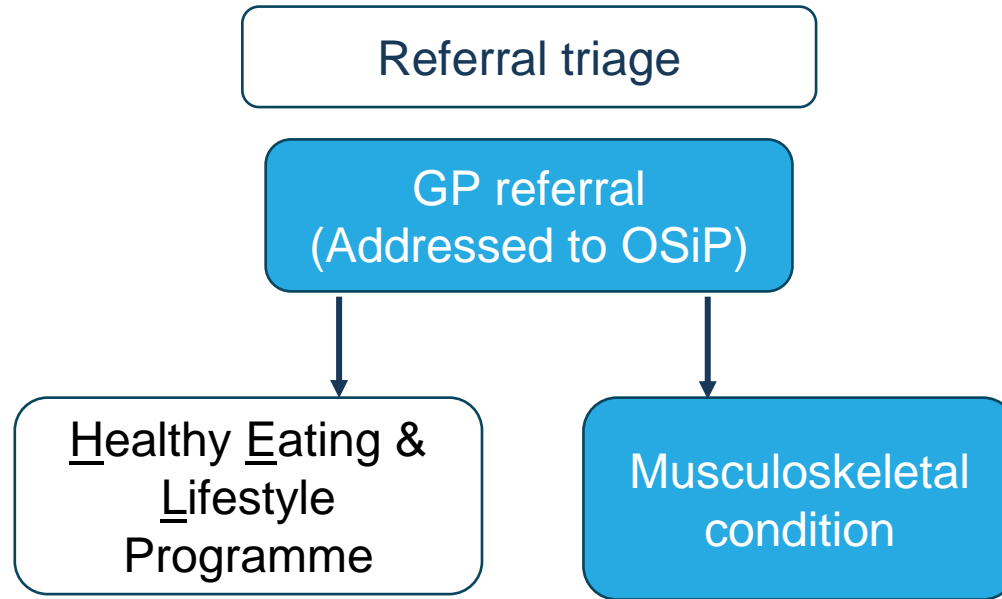 Referral triage
GP referral
(Addressed to OSiP)
Healthy Eating &
Lifestyle
Programme
Musculoskeletal
condition